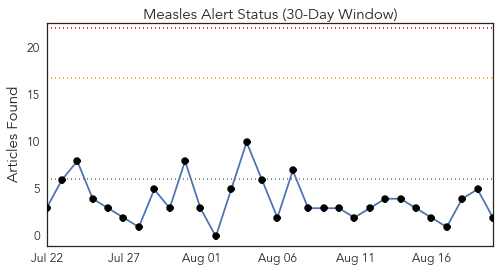 Measles Alert Status (30-Day Window)
Articles Found
20
15
10
5
0
Jul 22 Jul 27 Aug 01 Aug 06 Aug 11 Aug 16